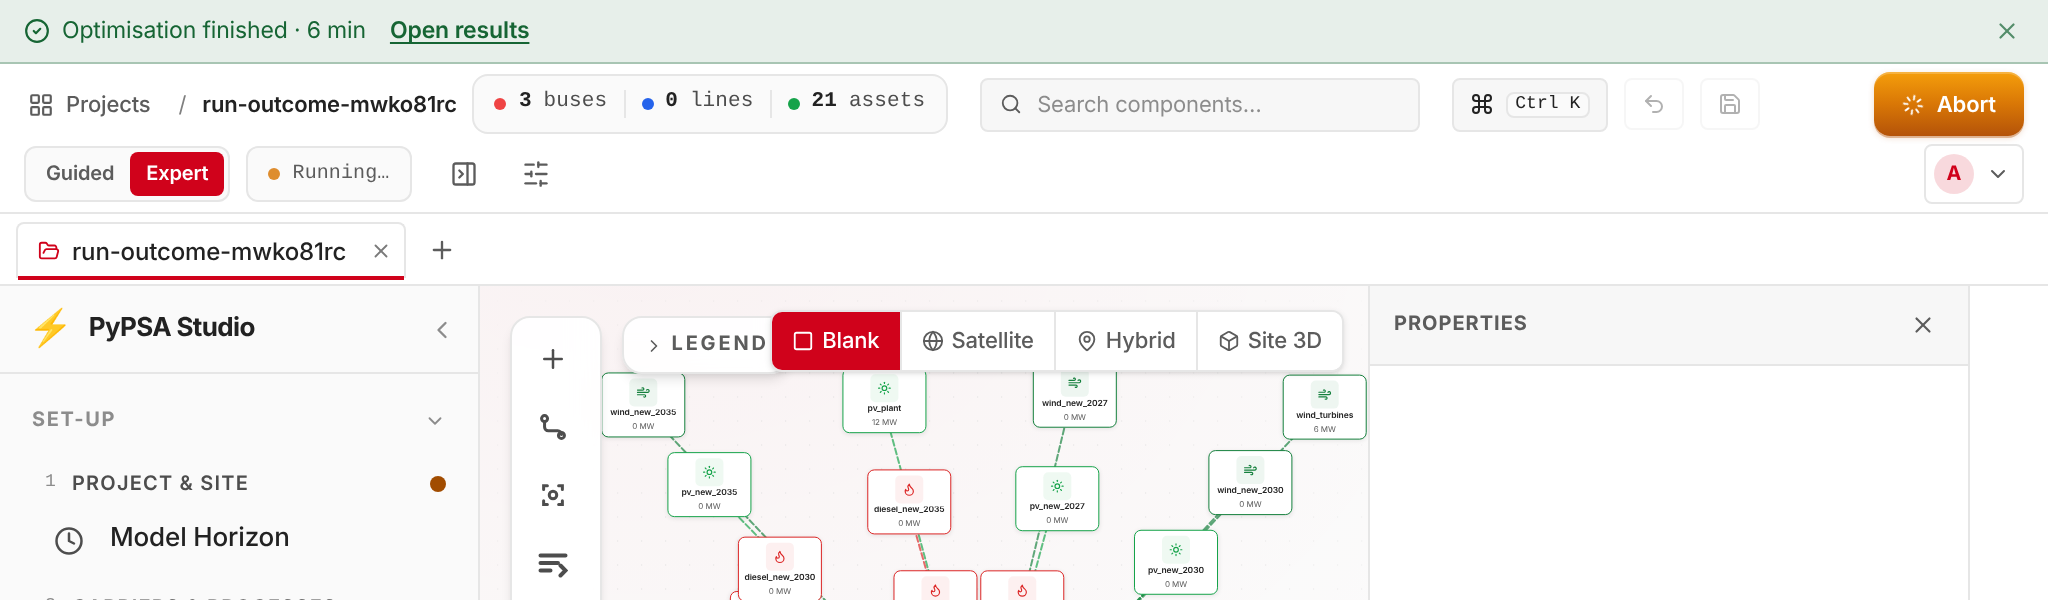 Optimisation finished · 6 min Open results
Projects / run-outcome-mwko81rc 3 buses 0 lines 21 assets Search components... Ctrl K Abort
Guided Expert Running… A
run-outcome-mwko81rc
PyPSA Studio
LEGEND Blank Satellite Hybrid Site 3D
PROPERTIES
SET-UP
1 PROJECT & SITE
Model Horizon
wind_new_2035
0 MW
pv_plant
12 MW
wind_new_2027
0 MW
wind_turbines
6 MW
pv_new_2035
0 MW
diesel_new_2035
0 MW
pv_new_2027
0 MW
wind_new_2030
0 MW
diesel_new_2030
0 MW
pv_new_2030
0 MW